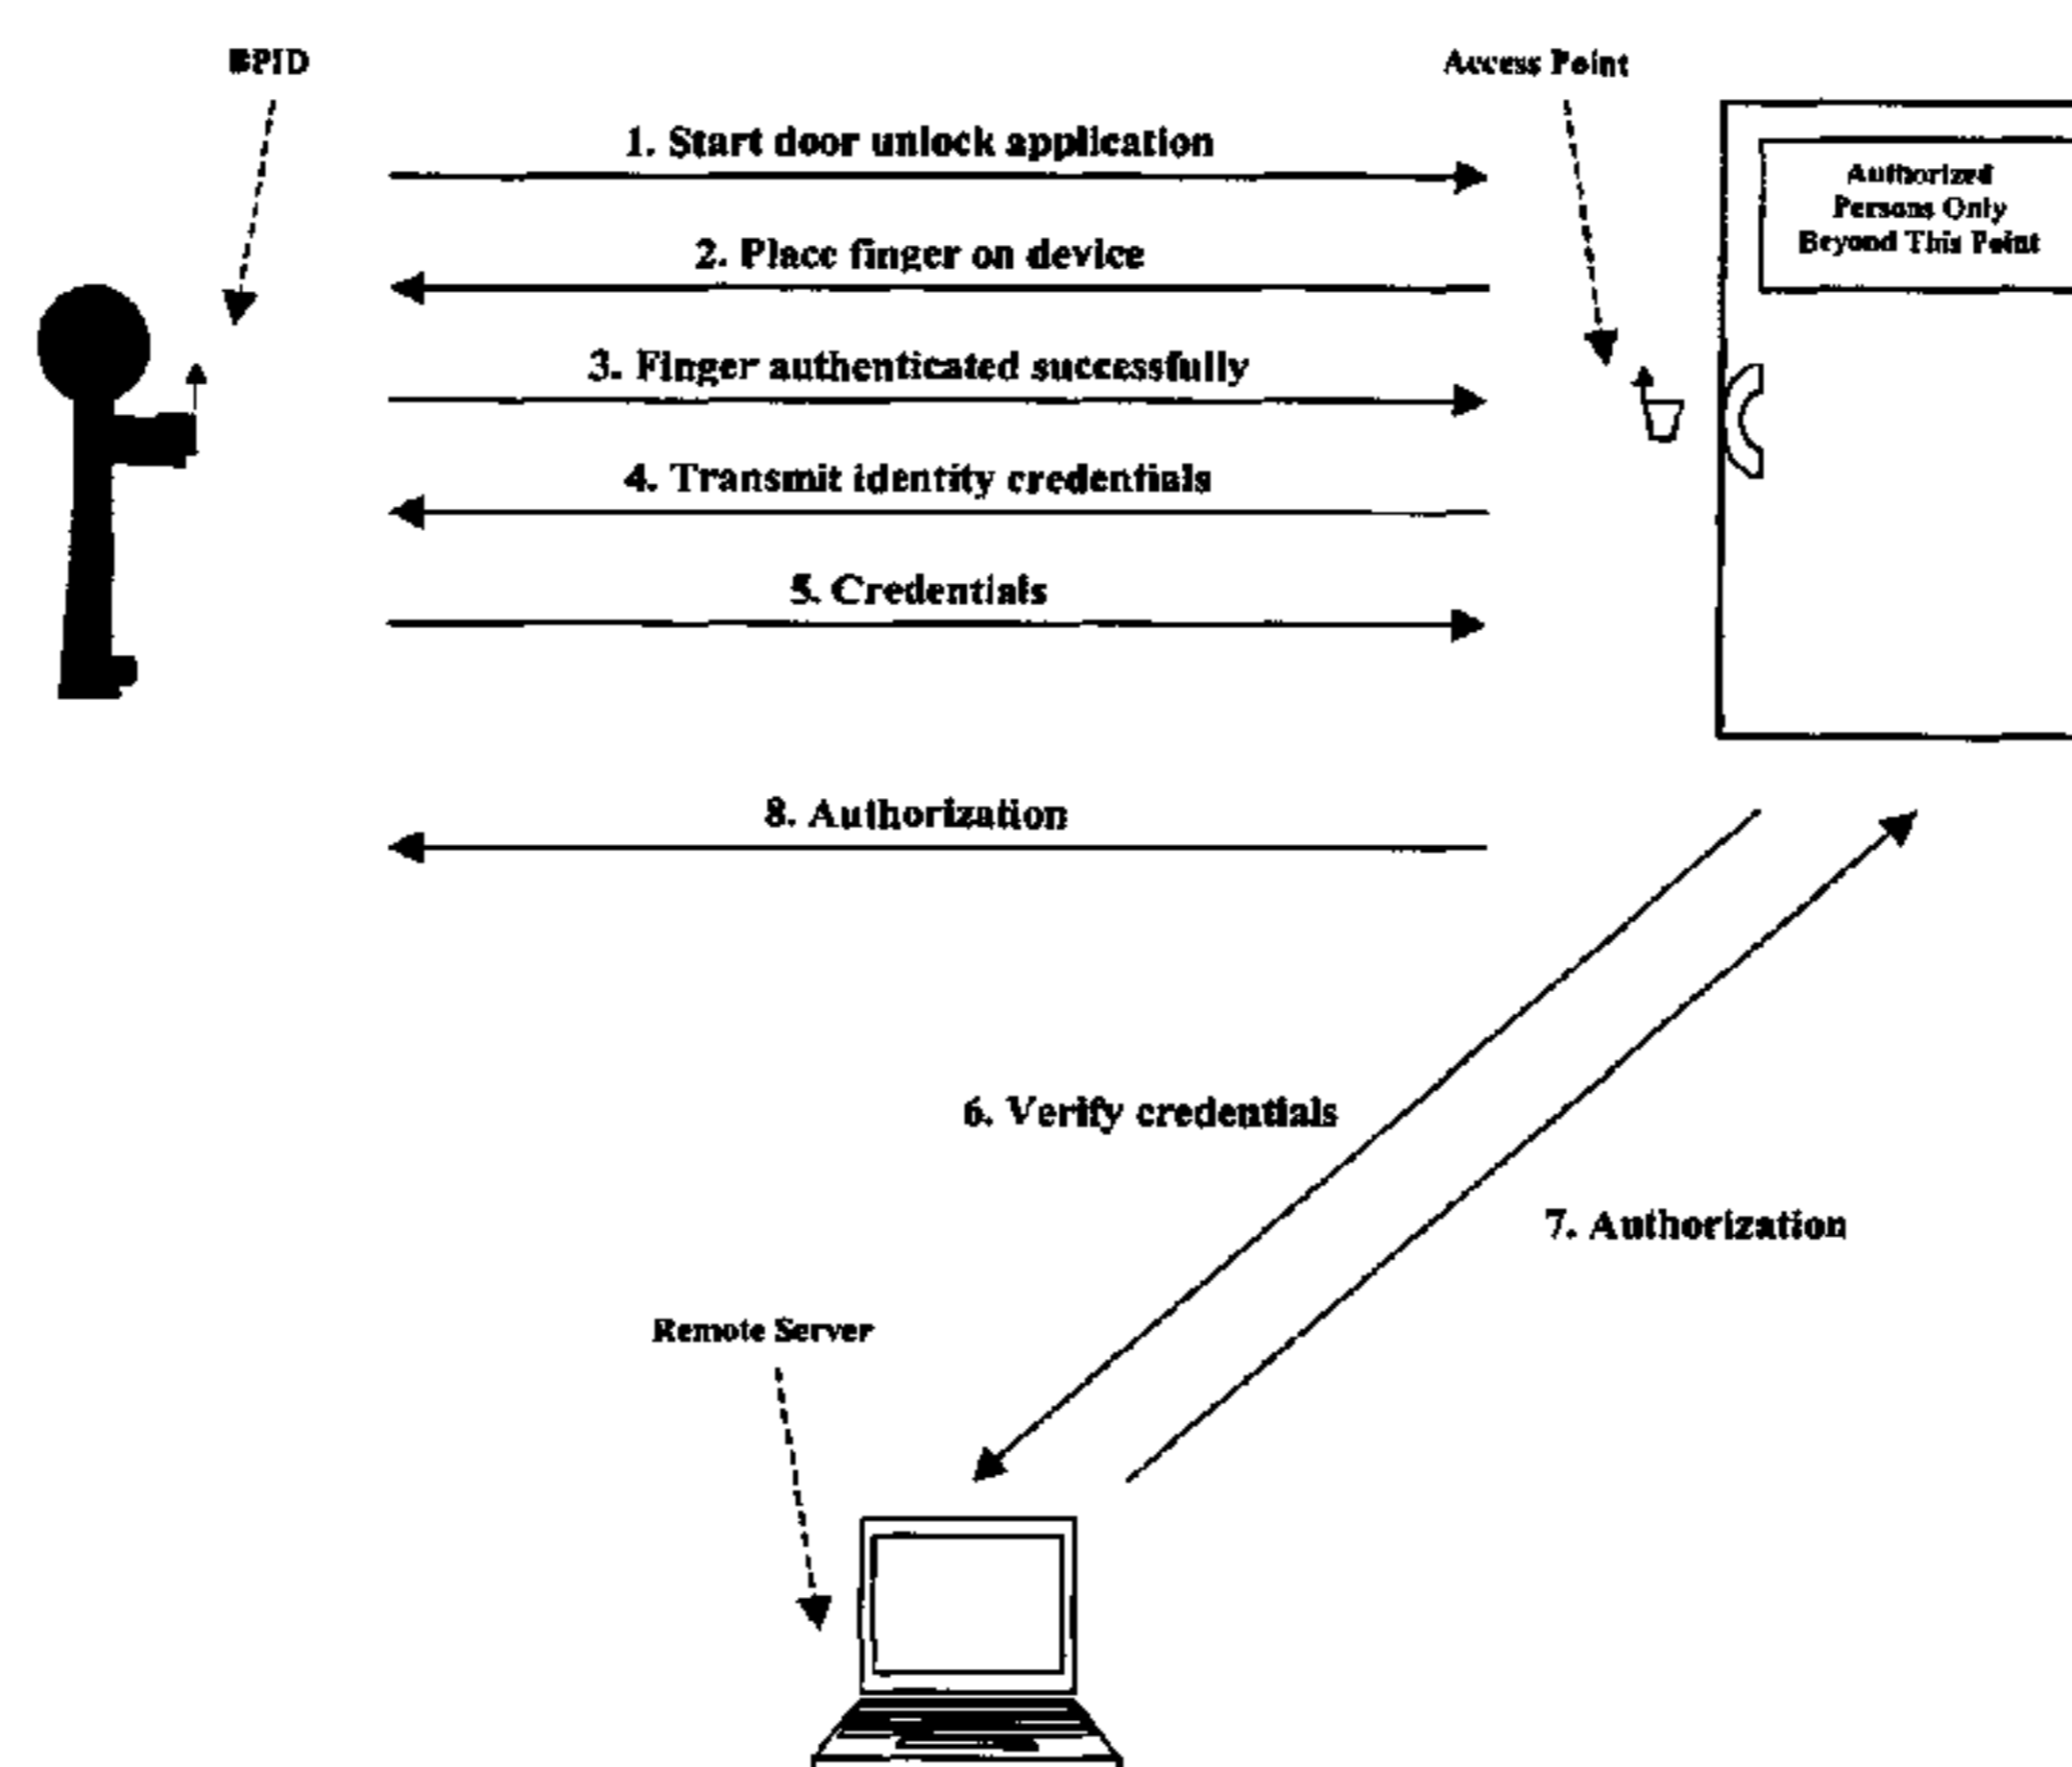 BPID
Access Point
1. Start door unlock application
Authorized
Persons Only
Beyond This Point
2. Place finger on device
3. Finger authenticated successfully
4. Transmit identity credentials
5. Credentials
8. Authorization
6. Verify credentials
7. Authorization
Remote Server